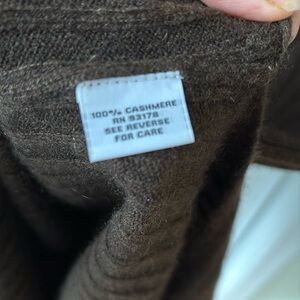 100% CASHMERE
RN 93178
SEE REVERSE
FOR CARE